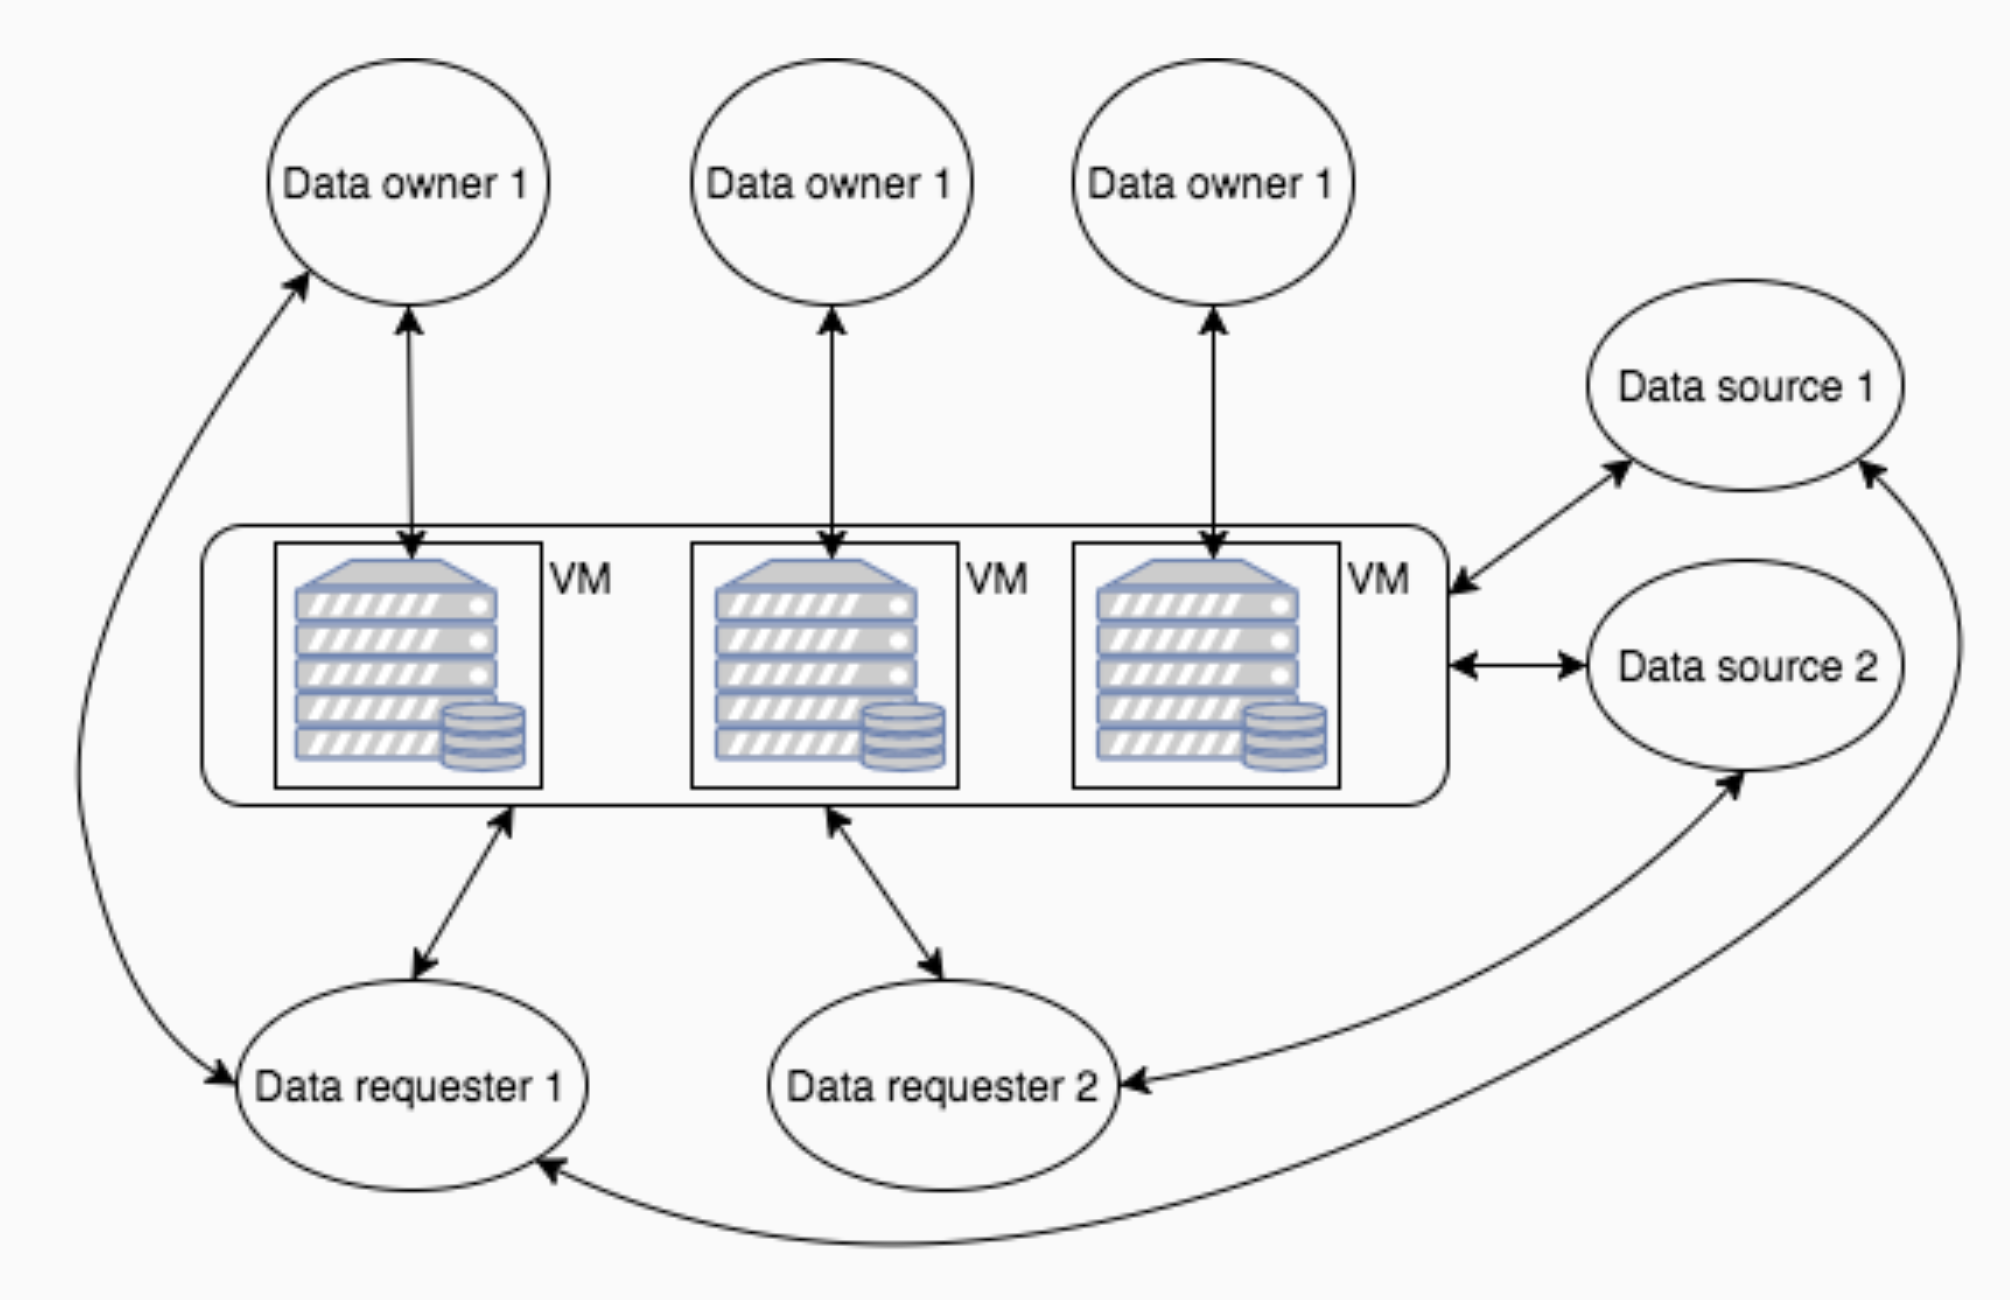 Data owner 1
Data owner 1
Data owner 1
Data source 1
VM
VM
VM
Data source 2
Data requester 1
Data requester 2